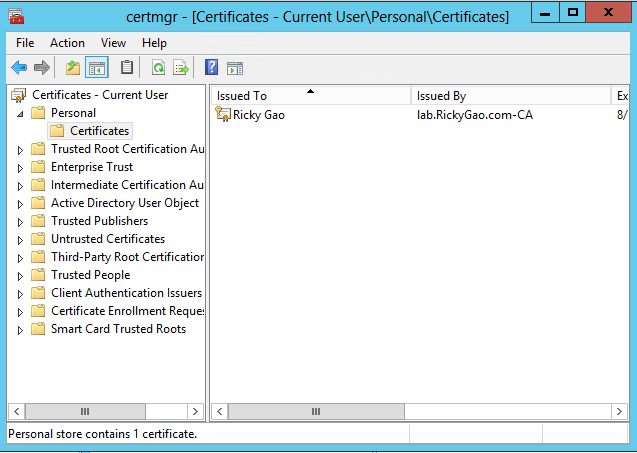 certmgr - [Certificates - Current User\Personal\Certificates]
File Action View Help
Certificates - Current User
Personal
Certificates
Trusted Root Certification Au
Enterprise Trust
Intermediate Certification Au
Active Directory User Object
Trusted Publishers
Untrusted Certificates
Third-Party Root Certification
Trusted People
Client Authentication Issuers
Certificate Enrollment Reques
Smart Card Trusted Roots
Issued To Issued By Ex
Ricky Gao lab.RickyGao.com-CA 8/
Personal store contains 1 certificate.